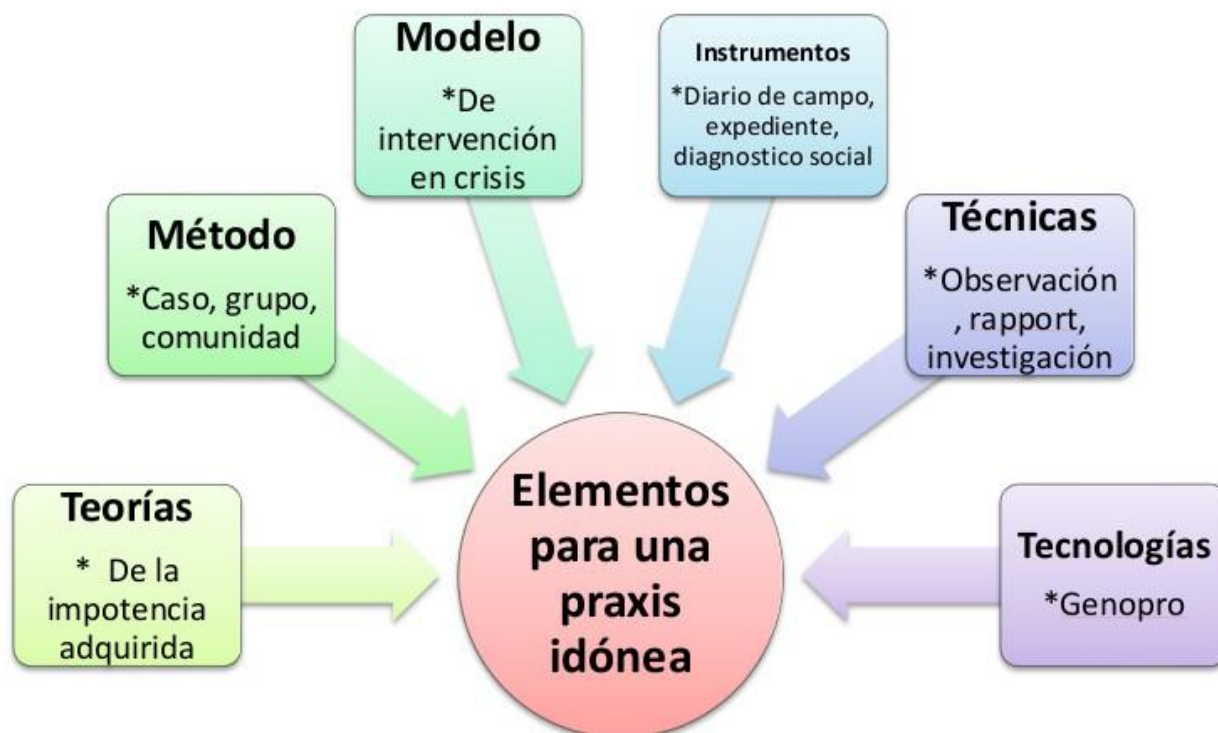 Modelo
*De
intervención
en crisis
Instrumentos
*Diario de campo,
expediente,
diagnostico social
Método
*Caso, grupo,
comunidad
Técnicas
*Observación
, rapport,
investigación
Teorías
* De la
impotencia
adquirida
Elementos
para una
praxis
idónea
Tecnologías
*Genopro